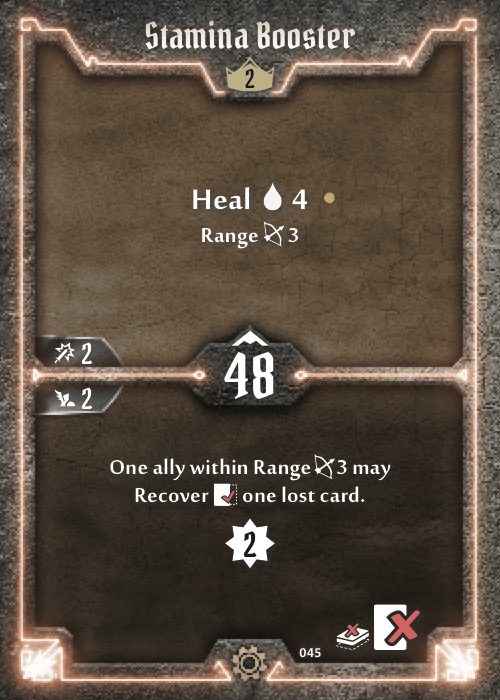 Stamina Booster
2
Heal 4
Range 3
2
48
2
One ally within Range 3 may
Recover one lost card.
2
045